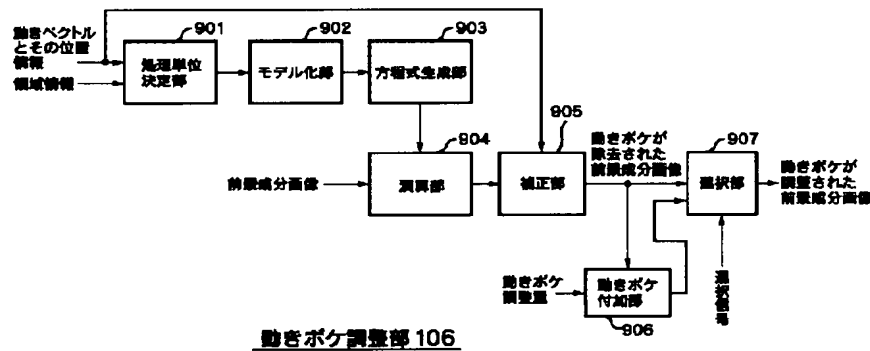 動きベクトル
とその位置
情報
領域情報
901
処理単位
決定部
902
モデル化部
903
方程式生成部
904
演算部
前景成分画像
905
補正部
動きボケが
除去された
前景成分画像
907
選択部
動きボケが
調整された
前景成分画像
動きボケ
調整量
動きボケ
付加部
906
選択信号
動きボケ調整部 106